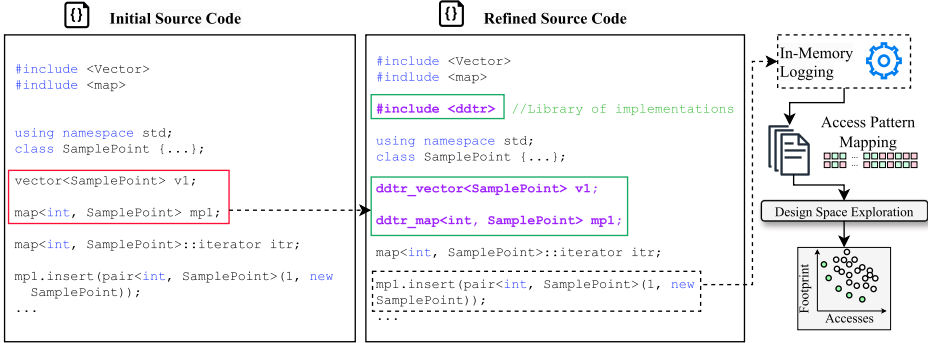 {}
Initial Source Code
#include <Vector>
#indlude <map>
using namespace std;
class SamplePoint {...};
vector<SamplePoint> v1;
map<int, SamplePoint> mp1;
map<int, SamplePoint>::iterator itr;
mp1.insert(pair<int, SamplePoint>(1, new
SamplePoint));
...
{}
Refined Source Code
#include <Vector>
#include <map>
#include <ddtr> //Library of implementations
using namespace std;
class SamplePoint {...};
ddtr_vector<SamplePoint> v1;
ddtr_map<int, SamplePoint> mp1;
map<int, SamplePoint>::iterator itr;
mp1.insert(pair<int, SamplePoint>(1, new
SamplePoint));
...
In-Memory
Logging
Access Pattern
Mapping
... ...
Design Space Exploration
Footprint
Accesses